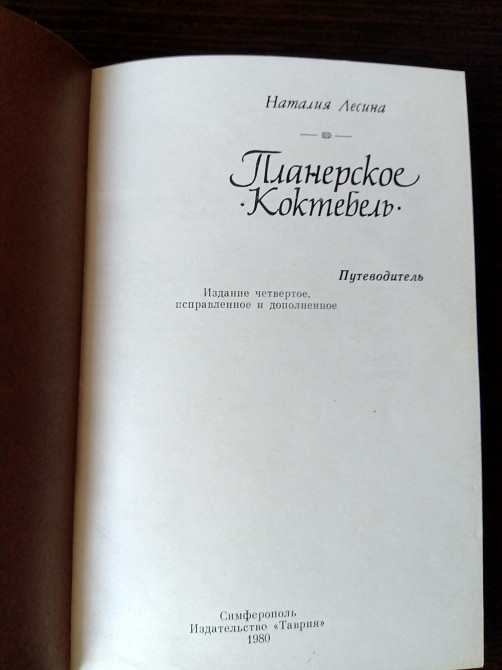 Наталия Лесина
Планерское
·Коктебель·
Путеводитель
Издание четвертое,
исправленное и дополненное
Симферополь
Издательство «Таврия»
1980